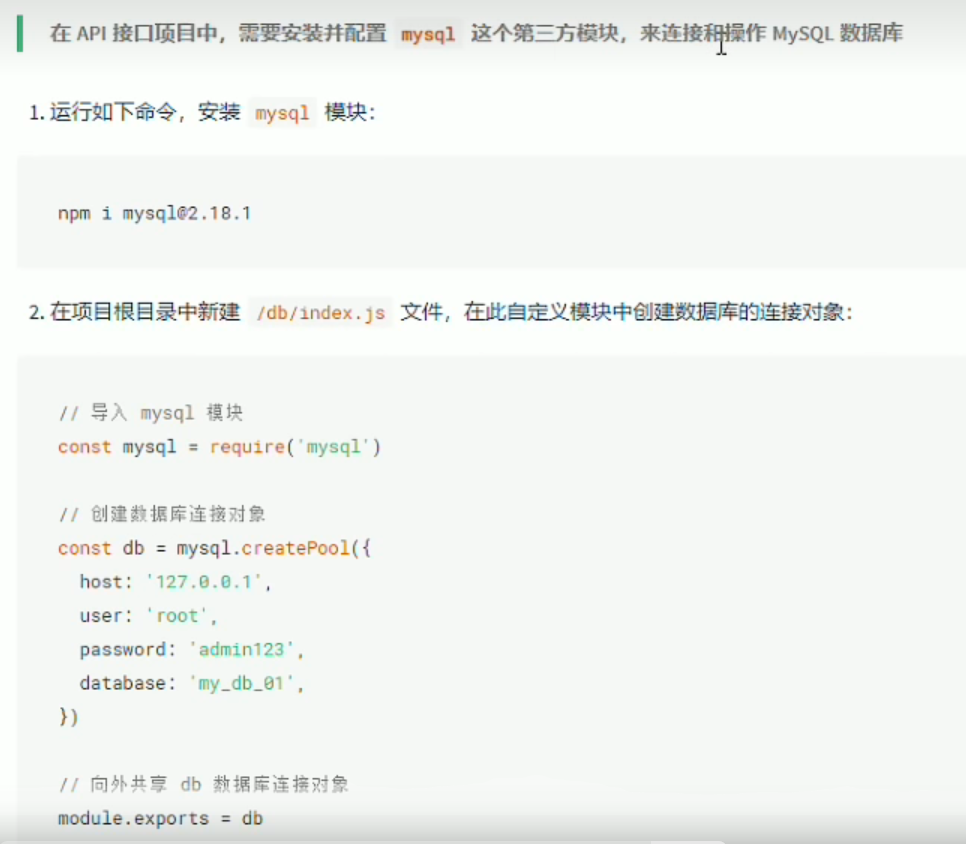 在 API 接口项目中，需要安装并配置 mysql 这个第三方模块，来连接和操作 MySQL 数据库
1. 运行如下命令，安装 mysql 模块：
npm i mysql@2.18.1
2. 在项目根目录中新建 /db/index.js 文件，在此自定义模块中创建数据库的连接对象：
// 导入 mysql 模块
const mysql = require('mysql')
// 创建数据库连接对象
const db = mysql.createPool({
host: '127.0.0.1',
user: 'root',
password: 'admin123',
database: 'my_db_01',
})
// 向外共享 db 数据库连接对象
module.exports = db